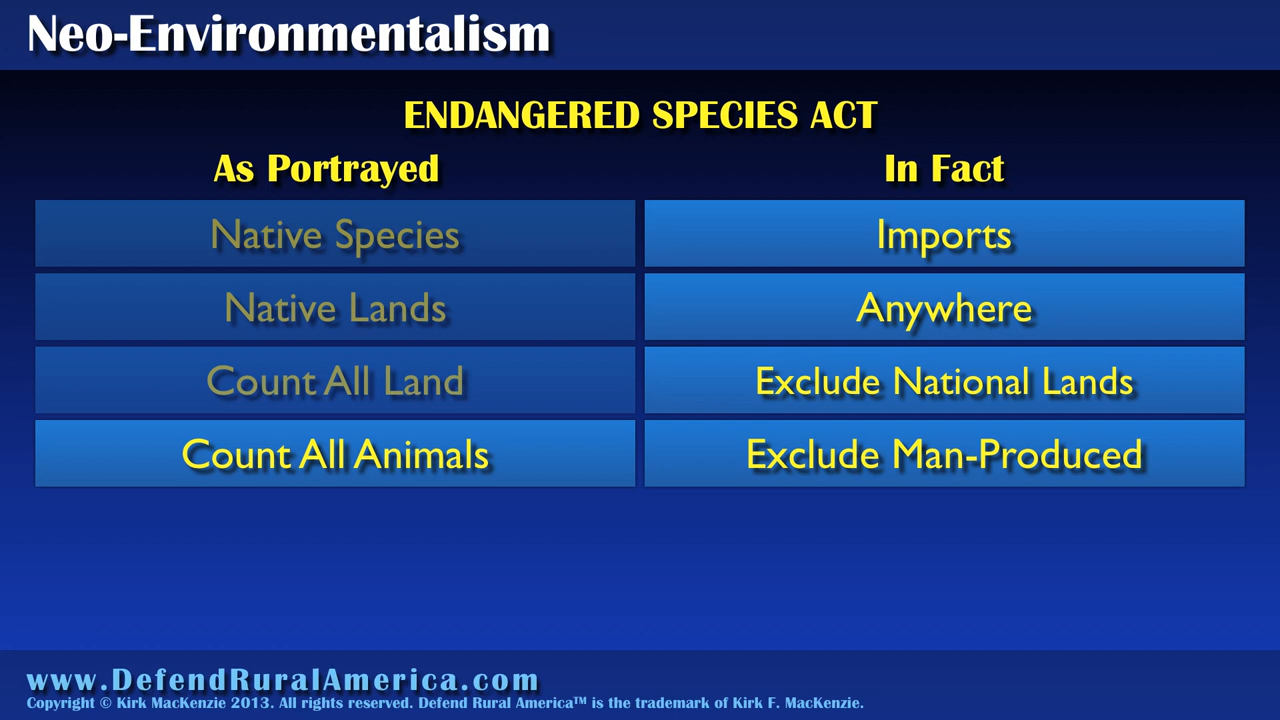 Neo-Environmentalism
ENDANGERED SPECIES ACT
As Portrayed In Fact
Native Species Imports
Native Lands Anywhere
Count All Land Exclude National Lands
Count All Animals Exclude Man-Produced
www.DefendRuralAmerica.com
Copyright © Kirk MacKenzie 2013. All rights reserved. Defend Rural America™ is the trademark of Kirk F. MacKenzie.